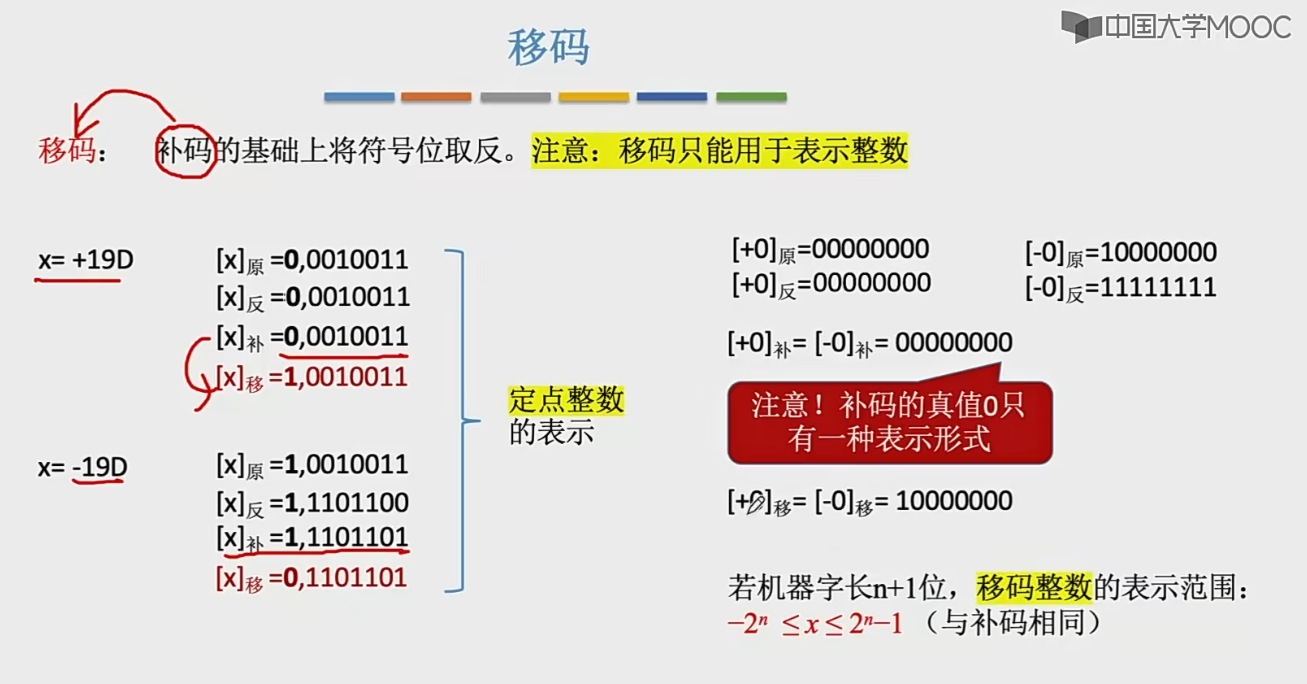 中国大学MOOC
移码
移码： 补码的基础上将符号位取反。注意：移码只能用于表示整数
x= +19D
[x]原 =0,0010011
[x]反 =0,0010011
[x]补 =0,0010011
[x]移 =1,0010011
x= -19D
[x]原 =1,0010011
[x]反 =1,1101100
[x]补 =1,1101101
[x]移 =0,1101101
定点整数
的表示
[+0]原=00000000 [-0]原=10000000
[+0]反=00000000 [-0]反=11111111
[+0]补= [-0]补= 00000000
注意！补码的真值0只
有一种表示形式
[+0]移= [-0]移= 10000000
若机器字长n+1位，移码整数的表示范围：
−2ⁿ ≤ x ≤ 2ⁿ−1 （与补码相同）